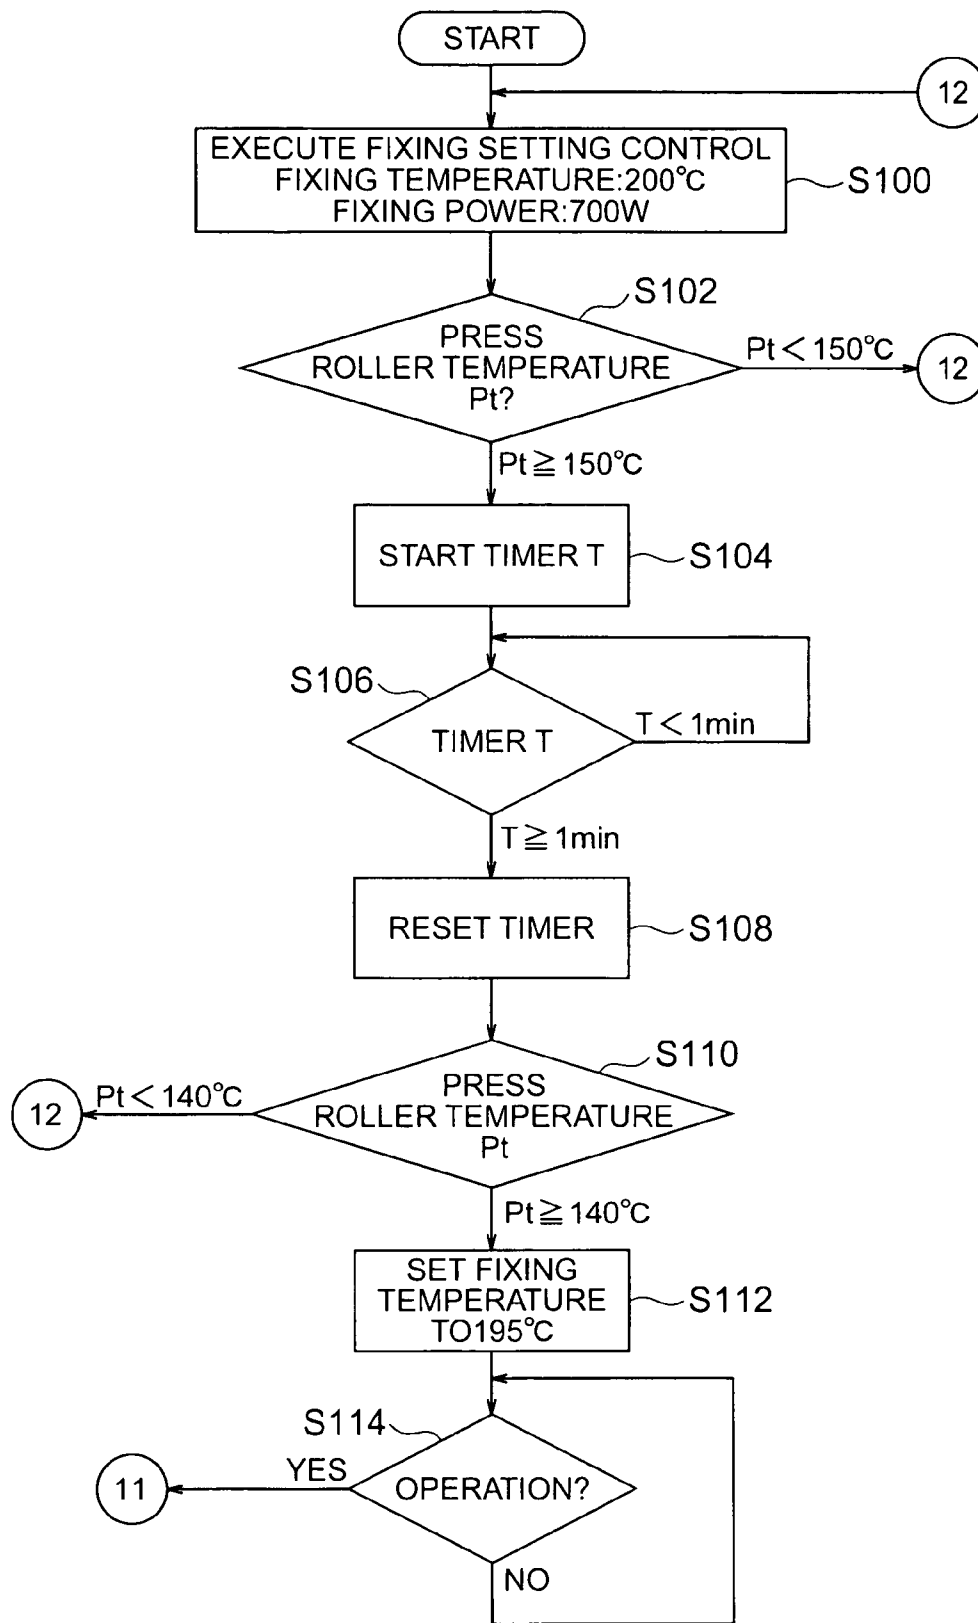 START
12
EXECUTE FIXING SETTING CONTROL
FIXING TEMPERATURE:200°C
FIXING POWER:700W
S100
S102
PRESS
ROLLER TEMPERATURE
Pt?
Pt<150°C
12
Pt≧150°C
START TIMER T
S104
S106
TIMER T
T<1min
T≧1min
RESET TIMER
S108
S110
PRESS
ROLLER TEMPERATURE
Pt
Pt<140°C
12
Pt≧140°C
SET FIXING
TEMPERATURE
TO195°C
S112
S114
OPERATION?
YES
11
NO